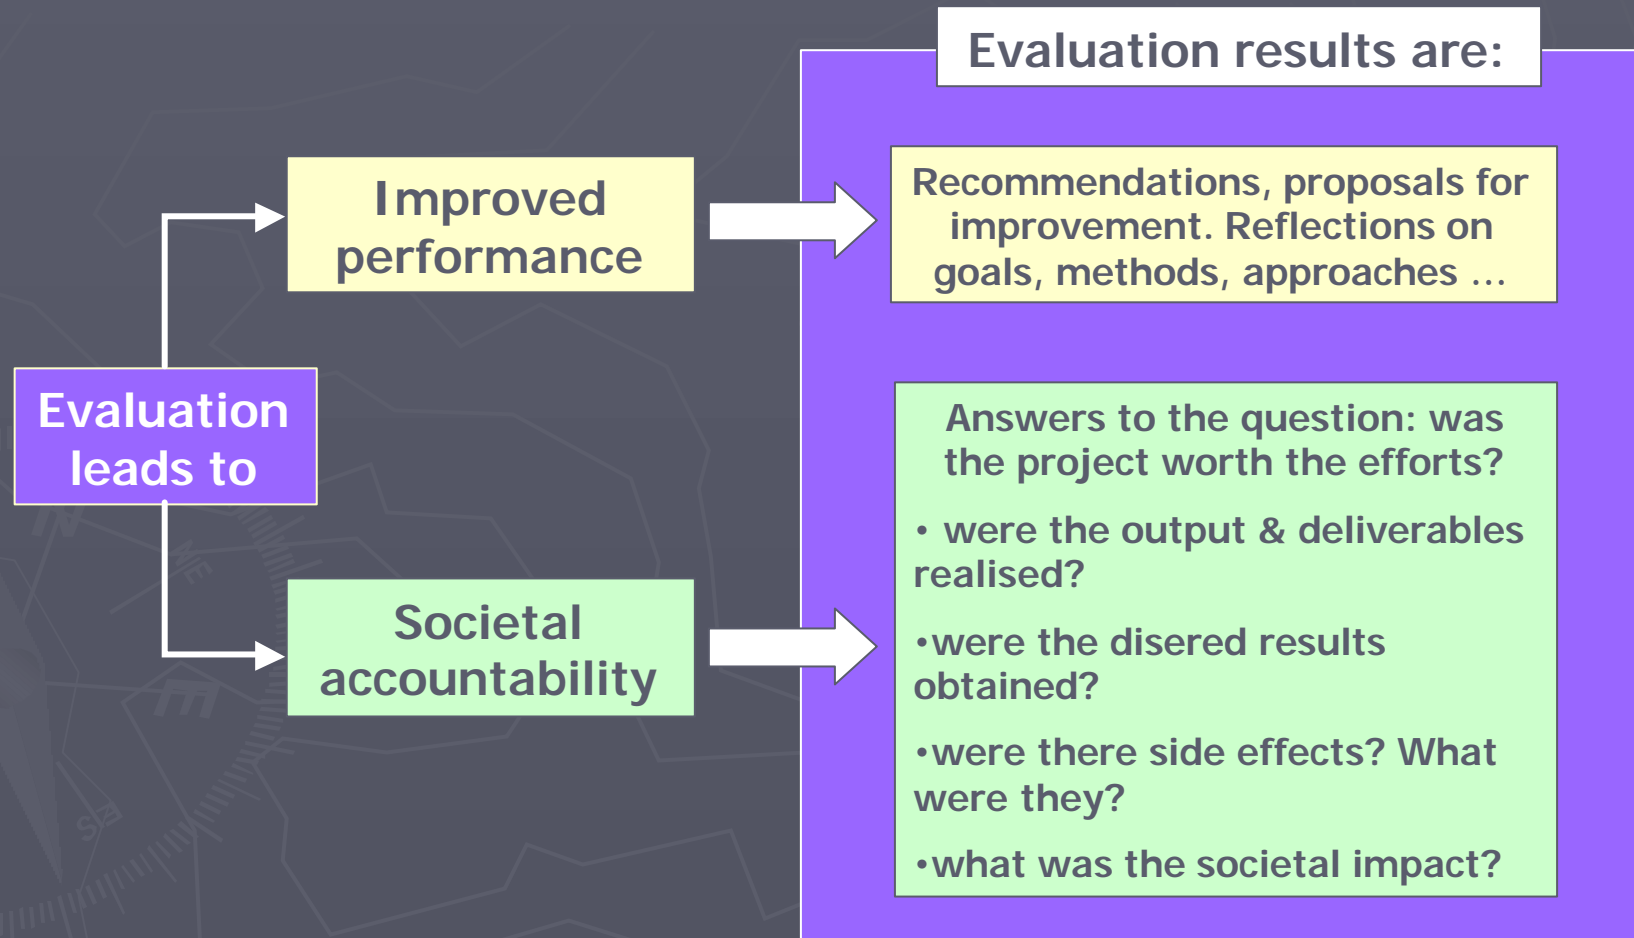 Evaluation results are:
Improved
performance
Recommendations, proposals for
improvement. Reflections on
goals, methods, approaches ...
Evaluation
leads to
Societal
accountability
Answers to the question: was
the project worth the efforts?
• were the output & deliverables
realised?
•were the disered results
obtained?
•were there side effects? What
were they?
•what was the societal impact?
N
NE
E
SE